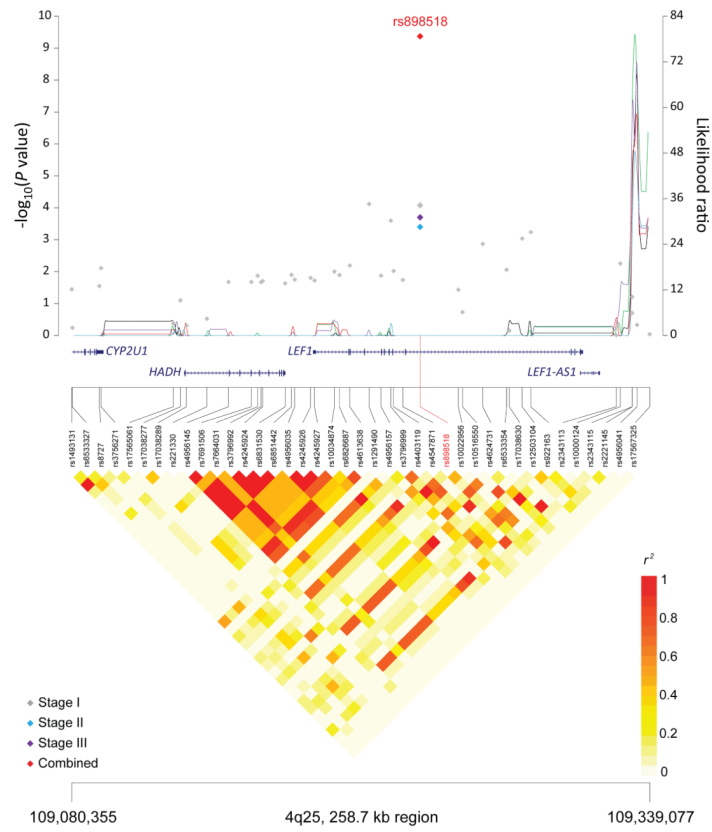 rs898518
-log10(P value)
10
9
8
7
6
5
4
3
2
1
0
84
72
60
48
36
24
12
0
Likelihood ratio
CYP2U1
LEF1
HADH
LEF1-AS1
rs1493131
rs6533327
rs8727
rs3756271
rs17565061
rs17038277
rs17038289
rs221330
rs4956145
rs7691506
rs7664031
rs3796992
rs4245924
rs6831530
rs6851442
rs4956035
rs4245926
rs4245927
rs10034874
rs6826687
rs4613638
rs1291490
rs4956157
rs3796999
rs4403119
rs4547871
rs898518
rs10022956
rs10516550
rs4624731
rs6533354
rs17038630
rs12503104
rs922163
rs2343113
rs10000124
rs2343115
rs2221145
rs4956041
rs17567325
r²
1
0.8
0.6
0.4
0.2
0
Stage I
Stage II
Stage III
Combined
109,080,355
4q25, 258.7 kb region
109,339,077